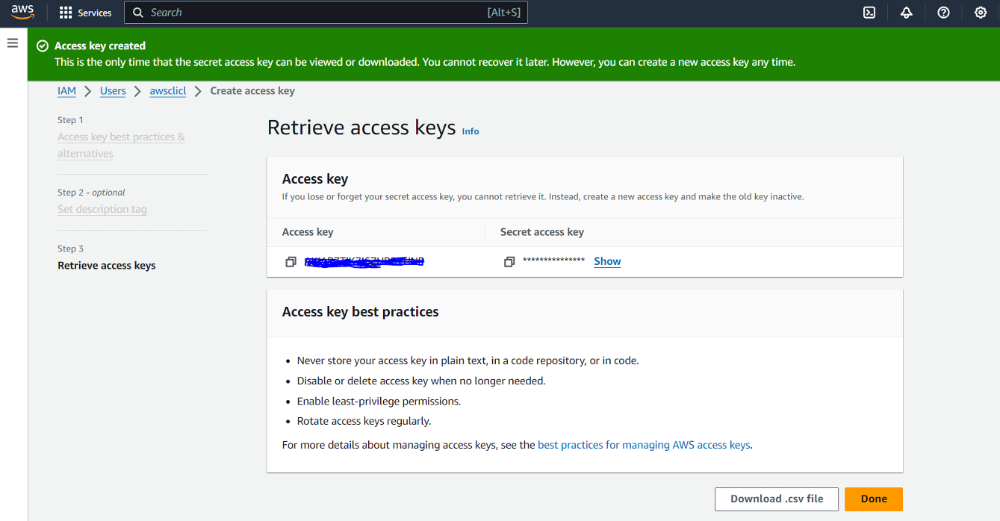 aws
Services
Search
[Alt+S]
Access key created
This is the only time that the secret access key can be viewed or downloaded. You cannot recover it later. However, you can create a new access key any time.
IAM > Users > awsclicl > Create access key
Step 1
Access key best practices &
alternatives
Step 2 - optional
Set description tag
Step 3
Retrieve access keys
Retrieve access keys Info
Access key
If you lose or forget your secret access key, you cannot retrieve it. Instead, create a new access key and make the old key inactive.
Access key
Secret access key
*************** Show
Access key best practices
• Never store your access key in plain text, in a code repository, or in code.
• Disable or delete access key when no longer needed.
• Enable least-privilege permissions.
• Rotate access keys regularly.
For more details about managing access keys, see the best practices for managing AWS access keys.
Download .csv file
Done